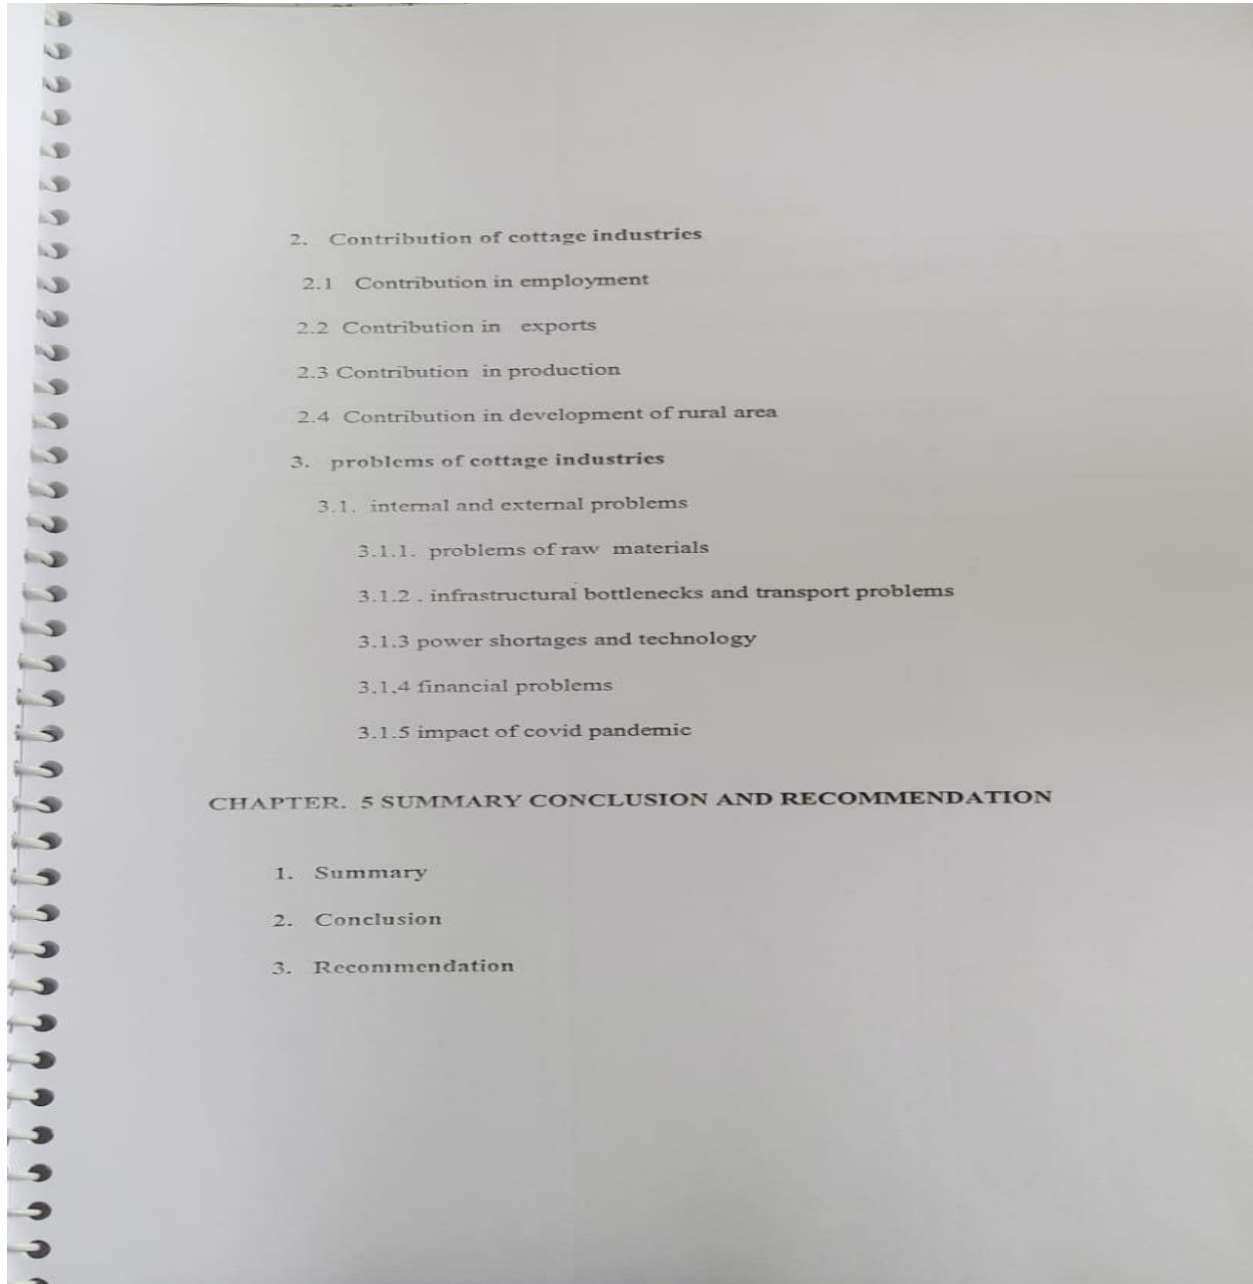 2. Contribution of cottage industries
2.1 Contribution in employment
2.2 Contribution in exports
2.3 Contribution in production
2.4 Contribution in development of rural area
3. problems of cottage industries
3.1. internal and external problems
3.1.1. problems of raw materials
3.1.2 . infrastructural bottlenecks and transport problems
3.1.3 power shortages and technology
3.1.4 financial problems
3.1.5 impact of covid pandemic
CHAPTER. 5 SUMMARY CONCLUSION AND RECOMMENDATION
1. Summary
2. Conclusion
3. Recommendation